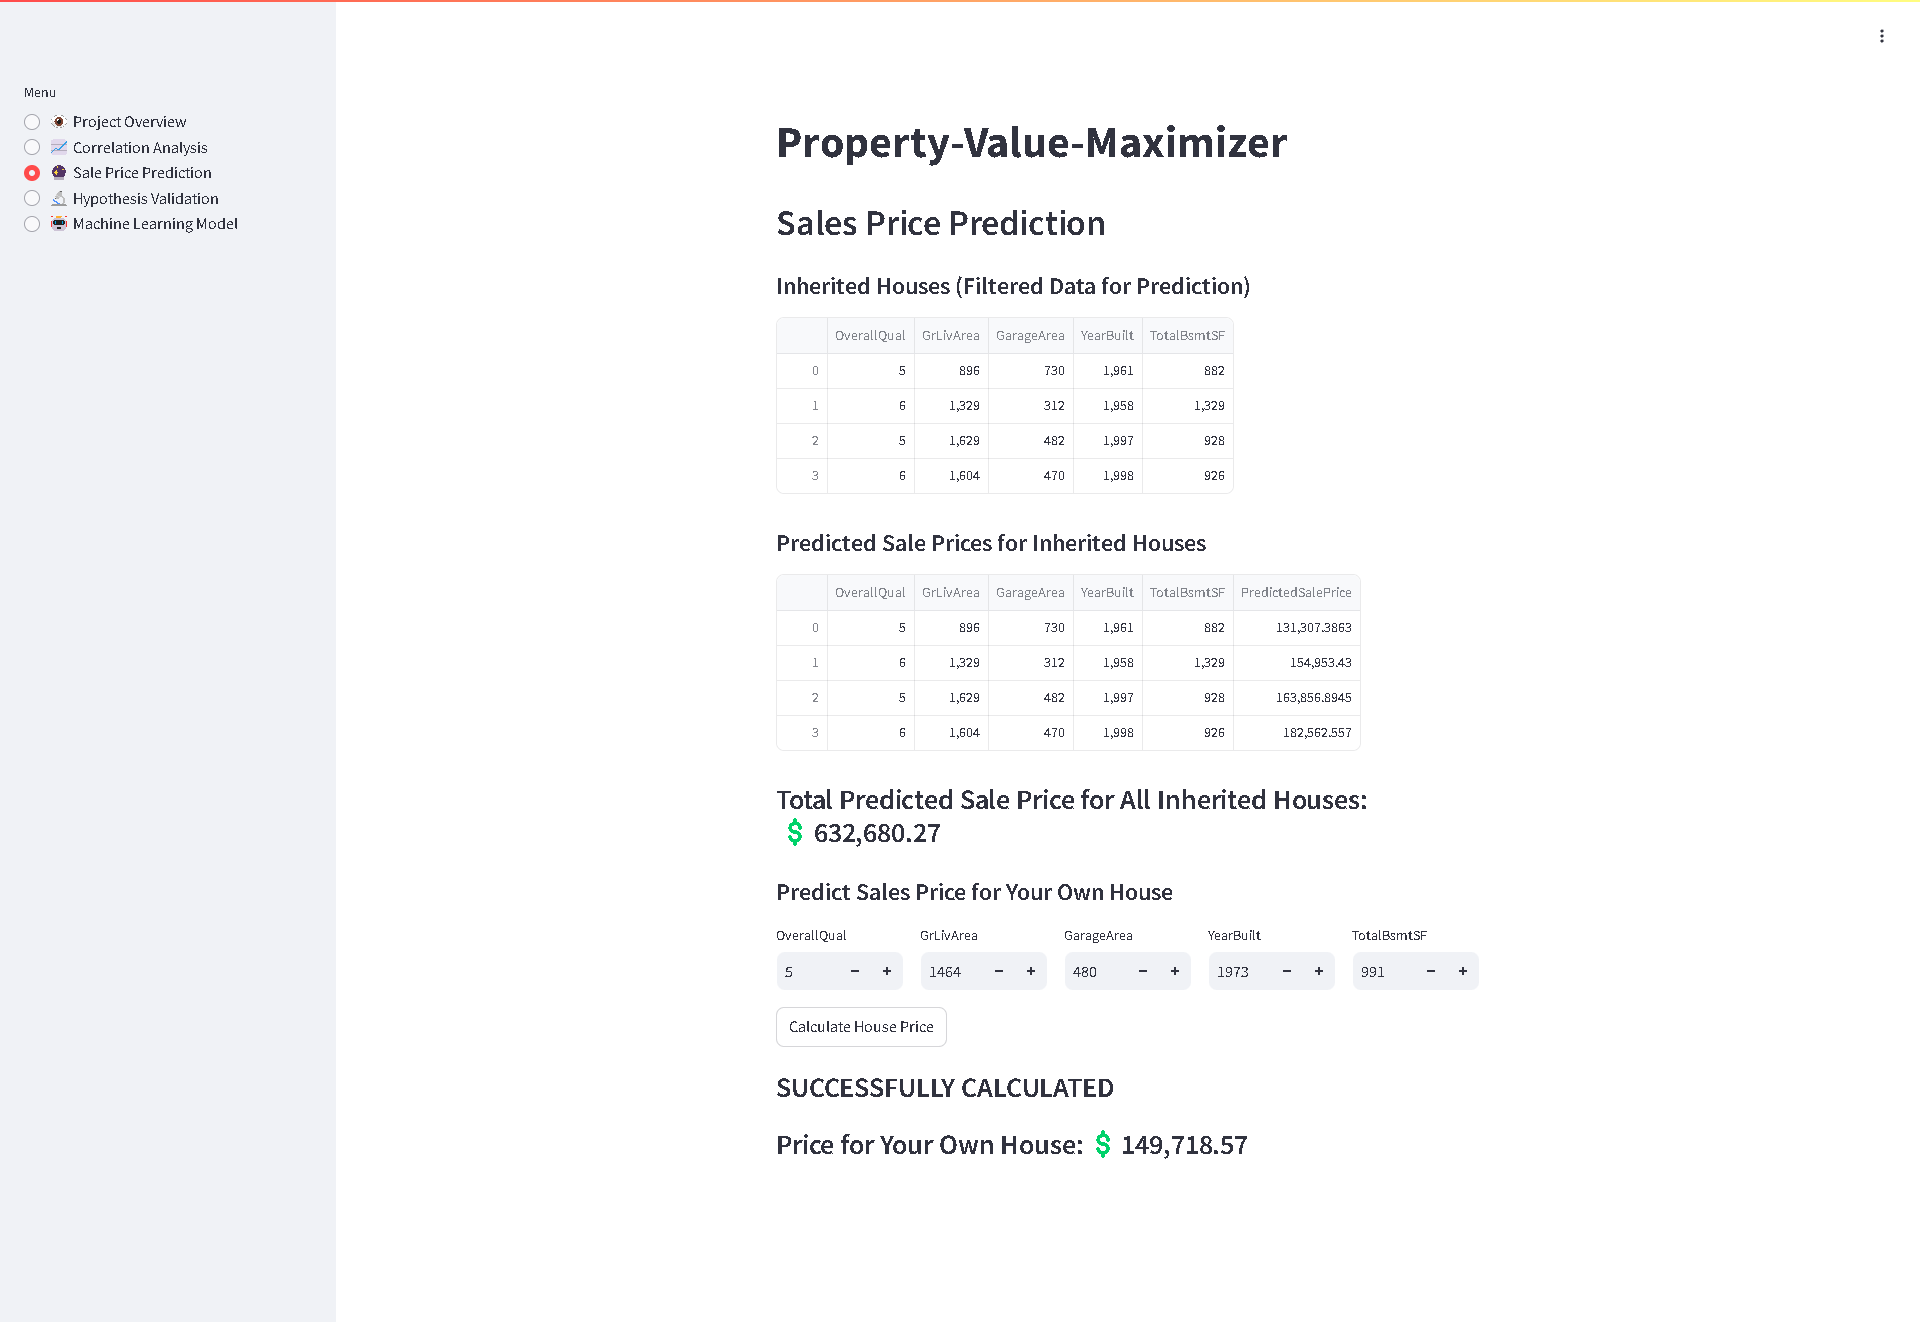 Menu
Project Overview
Correlation Analysis
Sale Price Prediction
Hypothesis Validation
Machine Learning Model
Property-Value-Maximizer
Sales Price Prediction
Inherited Houses (Filtered Data for Prediction)
OverallQual GrLivArea GarageArea YearBuilt TotalBsmtSF
0 5 896 730 1,961 882
1 6 1,329 312 1,958 1,329
2 5 1,629 482 1,997 928
3 6 1,604 470 1,998 926
Predicted Sale Prices for Inherited Houses
OverallQual GrLivArea GarageArea YearBuilt TotalBsmtSF PredictedSalePrice
0 5 896 730 1,961 882 131,307.3863
1 6 1,329 312 1,958 1,329 154,953.43
2 5 1,629 482 1,997 928 163,856.8945
3 6 1,604 470 1,998 926 182,562.557
Total Predicted Sale Price for All Inherited Houses:
$ 632,680.27
Predict Sales Price for Your Own House
OverallQual GrLivArea GarageArea YearBuilt TotalBsmtSF
5 − + 1464 − + 480 − + 1973 − + 991 − +
Calculate House Price
SUCCESSFULLY CALCULATED
Price for Your Own House: $ 149,718.57